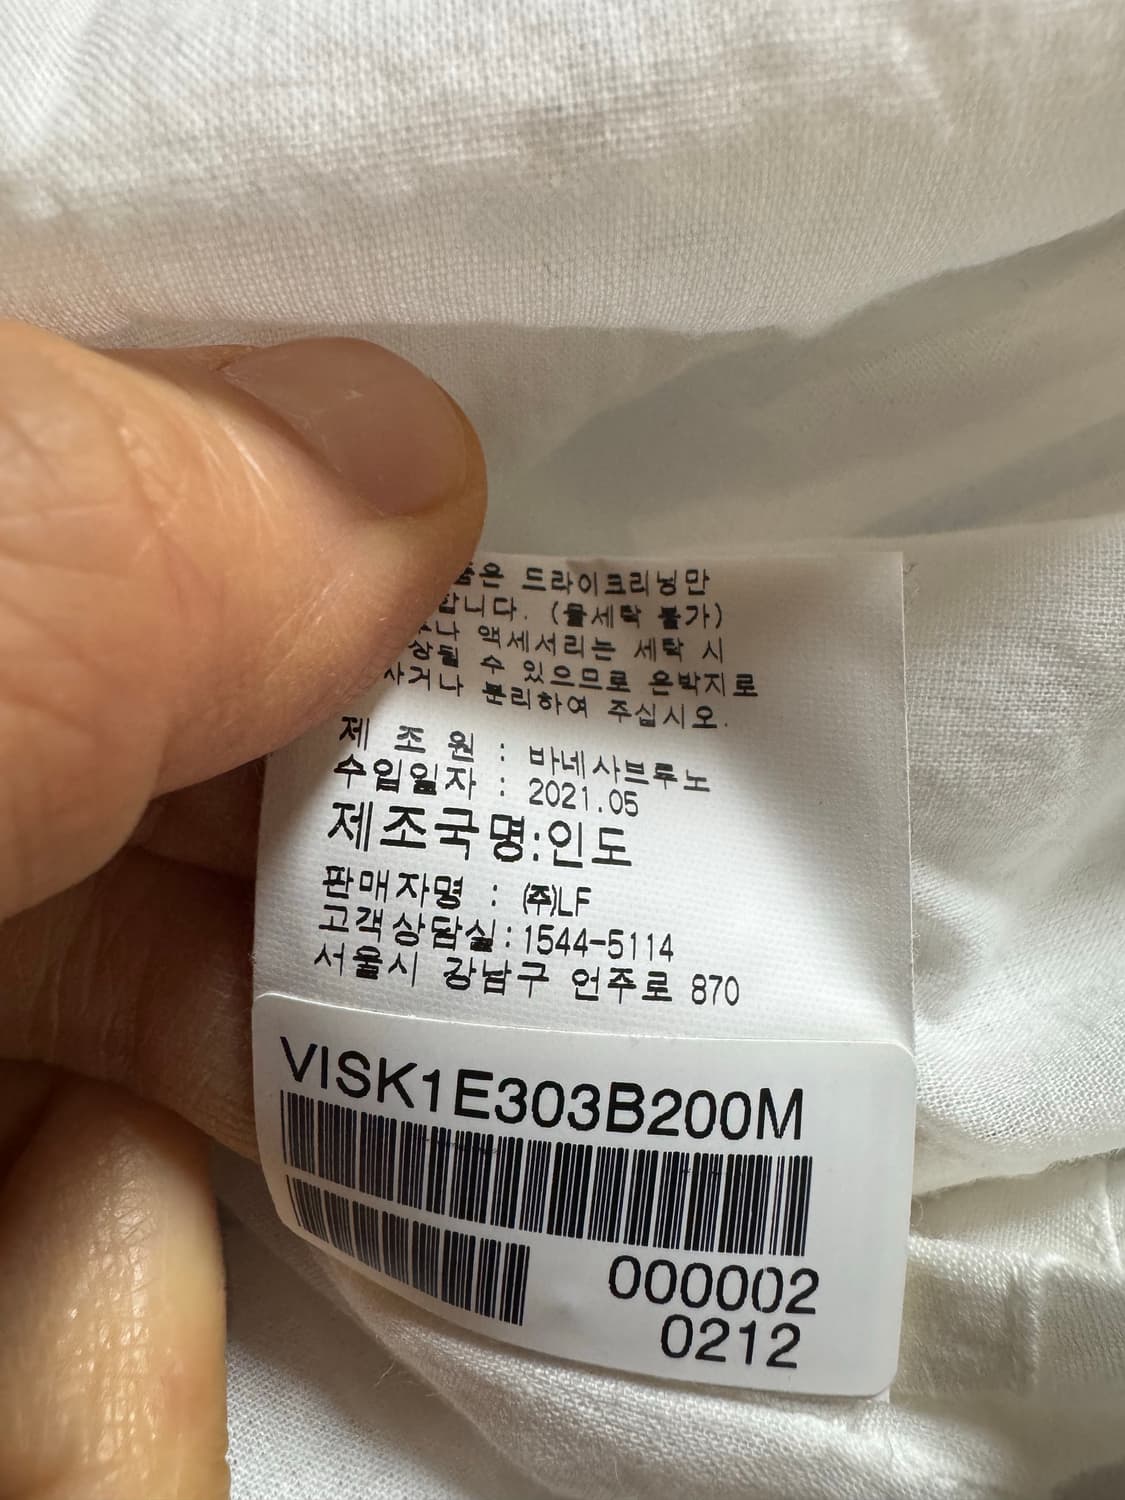 드라이크리닝만
합니다. (물세탁 불가)
액세서리는 세탁 시
상될 수 있으므로 은박지로
싸거나 분리하여 주십시오.
제 조 원 : 바네사브루노
수입일자 : 2021.05
제조국명:인도
판매자명 : ㈜LF
고객상담실:1544-5114
서울시 강남구 언주로 870
VISK1E303B200M
000002
0212